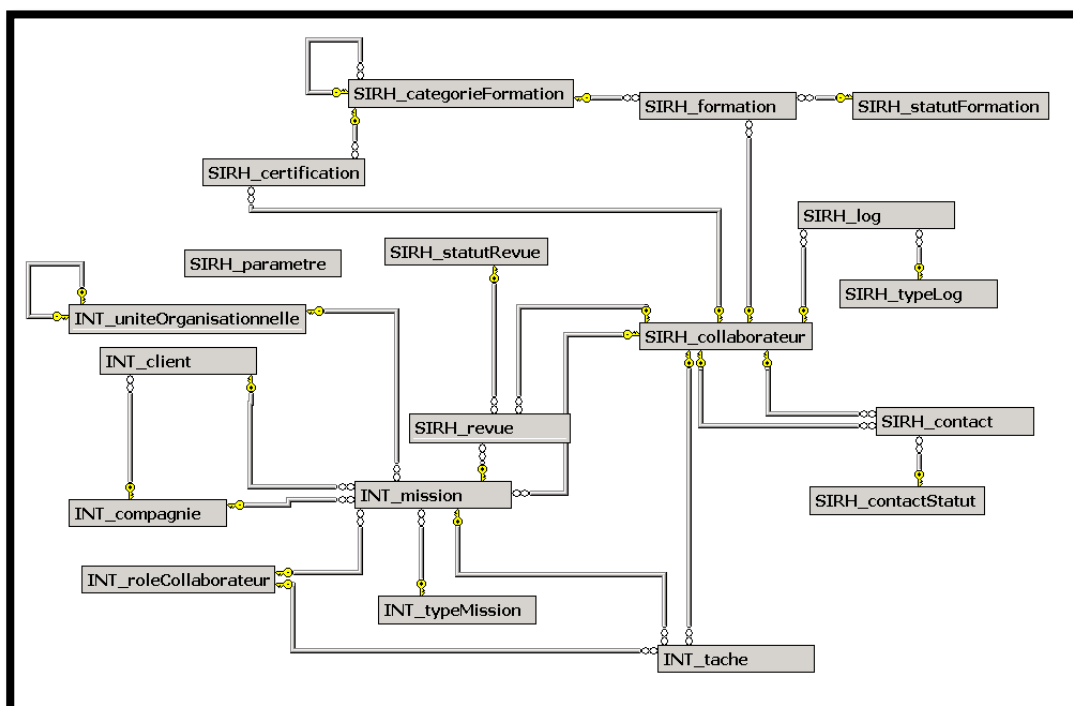 SIRH_categorieFormation
SIRH_formation
SIRH_statutFormation
SIRH_certification
SIRH_log
SIRH_statutRevue
SIRH_parametre
SIRH_typeLog
INT_uniteOrganisationnelle
SIRH_collaborateur
INT_client
SIRH_revue
SIRH_contact
INT_mission
SIRH_contactStatut
INT_compagnie
INT_roleCollaborateur
INT_typeMission
INT_tache